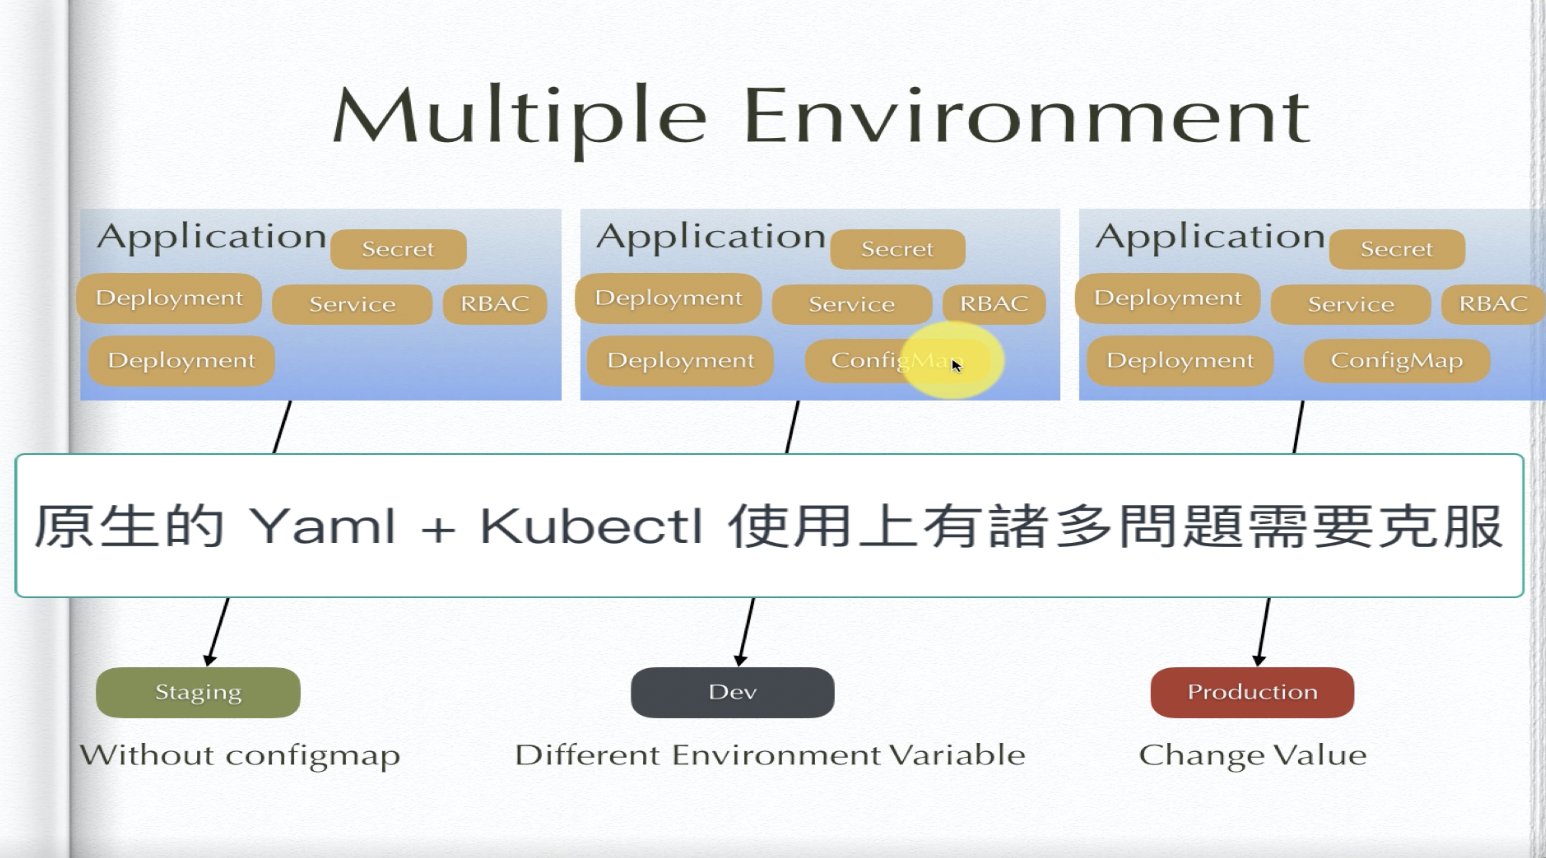 Multiple Environment
Application Secret
Deployment Service RBAC
Deployment
Application Secret
Deployment Service RBAC
Deployment ConfigMap
Application Secret
Deployment Service RBAC
Deployment ConfigMap
原生的 Yaml + Kubectl 使用上有諸多問題需要克服
Staging
Without configmap
Dev
Different Environment Variable
Production
Change Value